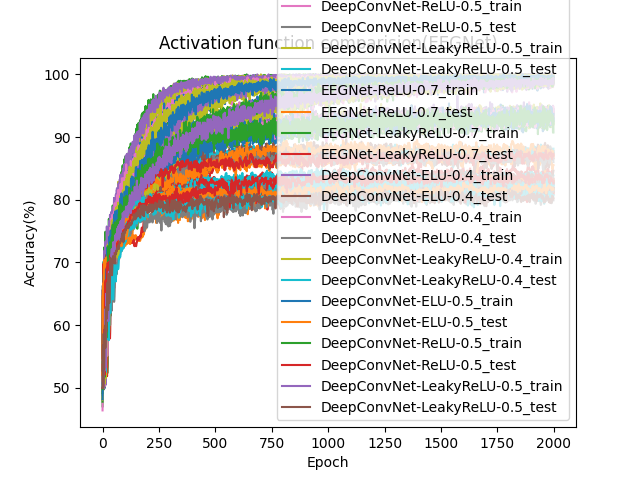 DeepConvNet-ReLU-0.5_train
DeepConvNet-ReLU-0.5_test
Activation function comparision(EEGNet)
DeepConvNet-LeakyReLU-0.5_train
DeepConvNet-LeakyReLU-0.5_test
EEGNet-ReLU-0.7_train
EEGNet-ReLU-0.7_test
EEGNet-LeakyReLU-0.7_train
EEGNet-LeakyReLU-0.7_test
DeepConvNet-ELU-0.4_train
DeepConvNet-ELU-0.4_test
DeepConvNet-ReLU-0.4_train
DeepConvNet-ReLU-0.4_test
DeepConvNet-LeakyReLU-0.4_train
DeepConvNet-LeakyReLU-0.4_test
DeepConvNet-ELU-0.5_train
DeepConvNet-ELU-0.5_test
DeepConvNet-ReLU-0.5_train
DeepConvNet-ReLU-0.5_test
DeepConvNet-LeakyReLU-0.5_train
DeepConvNet-LeakyReLU-0.5_test
100
90
80
70
60
50
Accuracy(%)
0 250 500 750 1000 1250 1500 1750 2000
Epoch